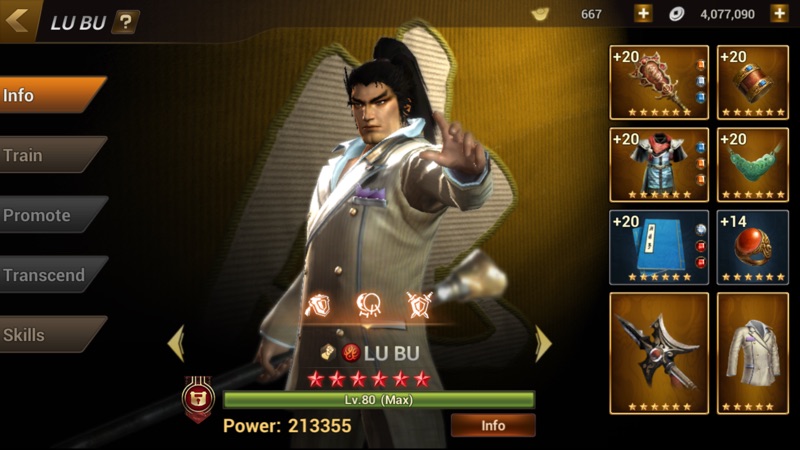 LU BU ?
667
4,077,090
Info
Train
Promote
Transcend
Skills
+20
+20
+20
+20
+20
+14
LU BU
Lv.80 (Max)
Power: 213355
Info